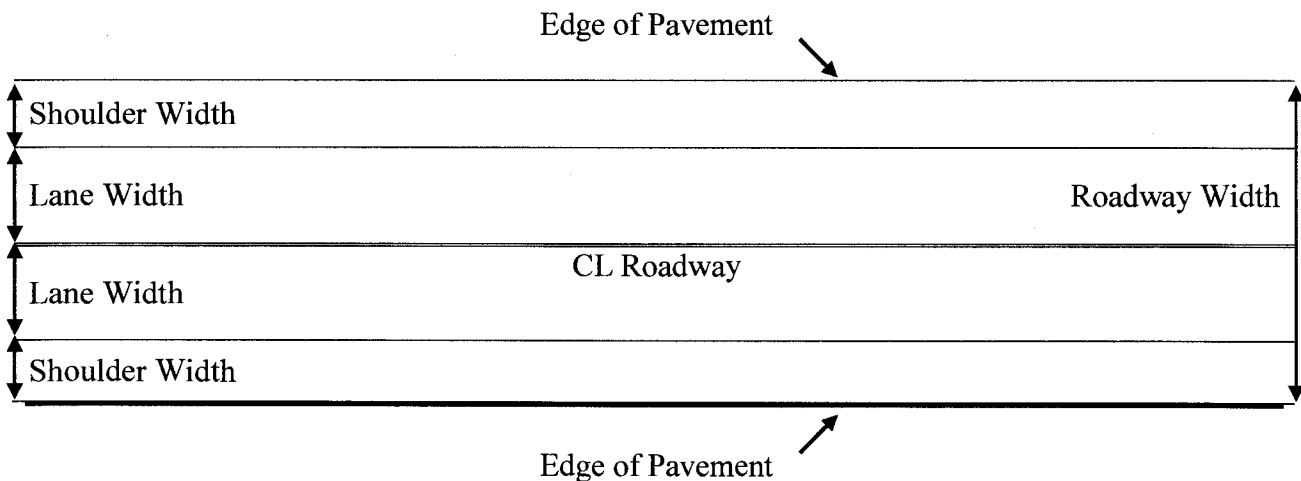 Edge of Pavement
Shoulder Width
Lane Width
Roadway Width
CL Roadway
Lane Width
Shoulder Width
Edge of Pavement